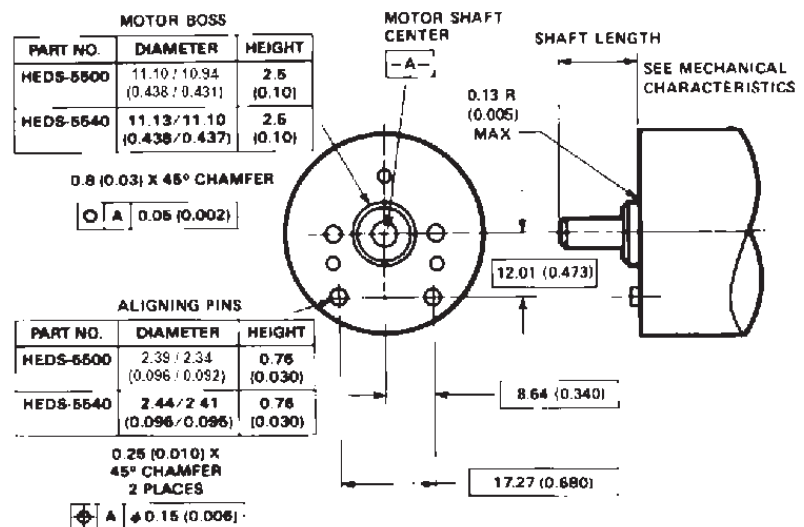 MOTOR BOSS
PART NO. DIAMETER HEIGHT
HEDS-5500 11.10 / 10.94 2.5
(0.438 / 0.431) (0.10)
HEDS-5540 11.13/11.10 2.5
(0.438/0.437) (0.10)
0.8 (0.03) X 45° CHAMFER
A 0.05 (0.002)
MOTOR SHAFT
CENTER
-A-
SHAFT LENGTH
SEE MECHANICAL
CHARACTERISTICS
0.13 R
(0.005)
MAX
12.01 (0.473)
ALIGNING PINS
PART NO. DIAMETER HEIGHT
HEDS-5500 2.39 / 2.34 0.76
(0.096 / 0.092) (0.030)
HEDS-5540 2.44/2.41 0.76
(0.096/0.095) (0.030)
0.25 (0.010) X
45° CHAMFER
2 PLACES
A ⌀ 0.15 (0.006)
8.64 (0.340)
17.27 (0.680)